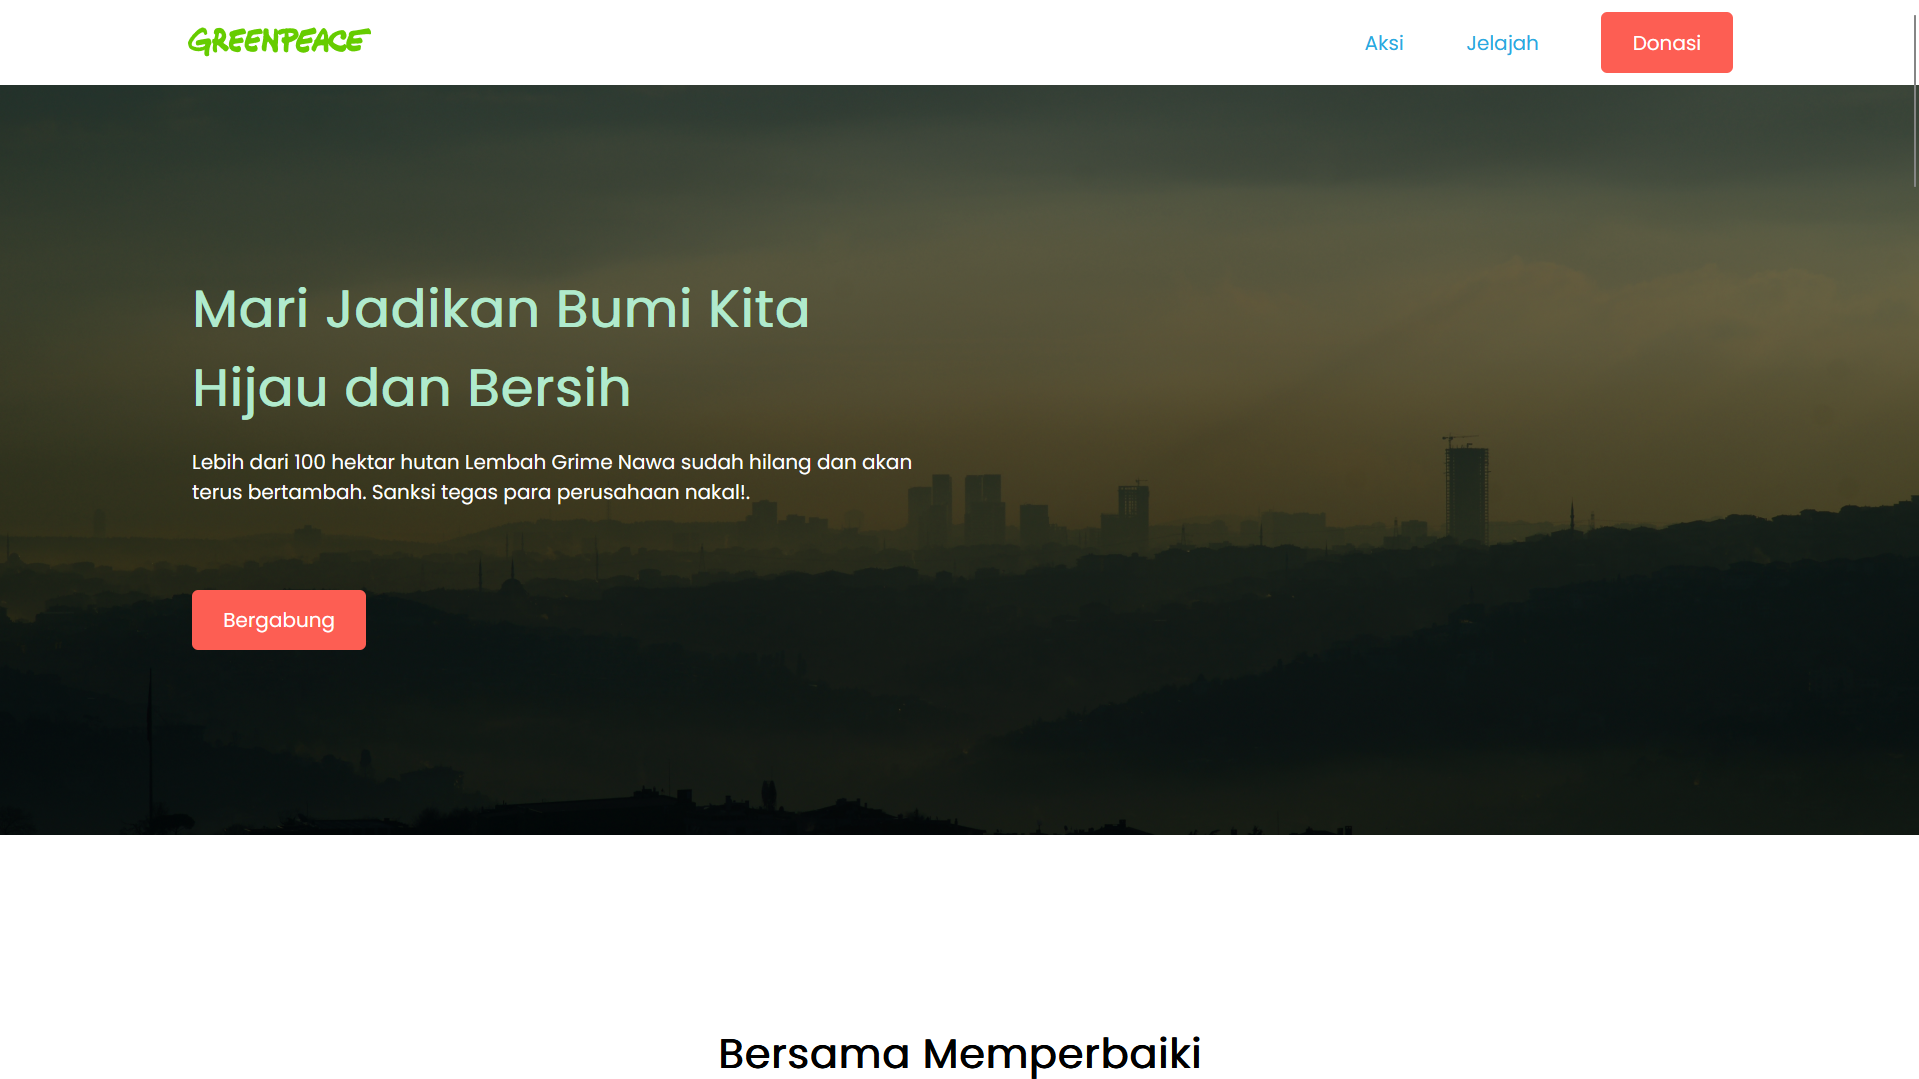 GREENPEACE
Aksi
Jelajah
Donasi
Mari Jadikan Bumi Kita
Hijau dan Bersih
Lebih dari 100 hektar hutan Lembah Grime Nawa sudah hilang dan akan
terus bertambah. Sanksi tegas para perusahaan nakal!.
Bergabung
Bersama Memperbaiki